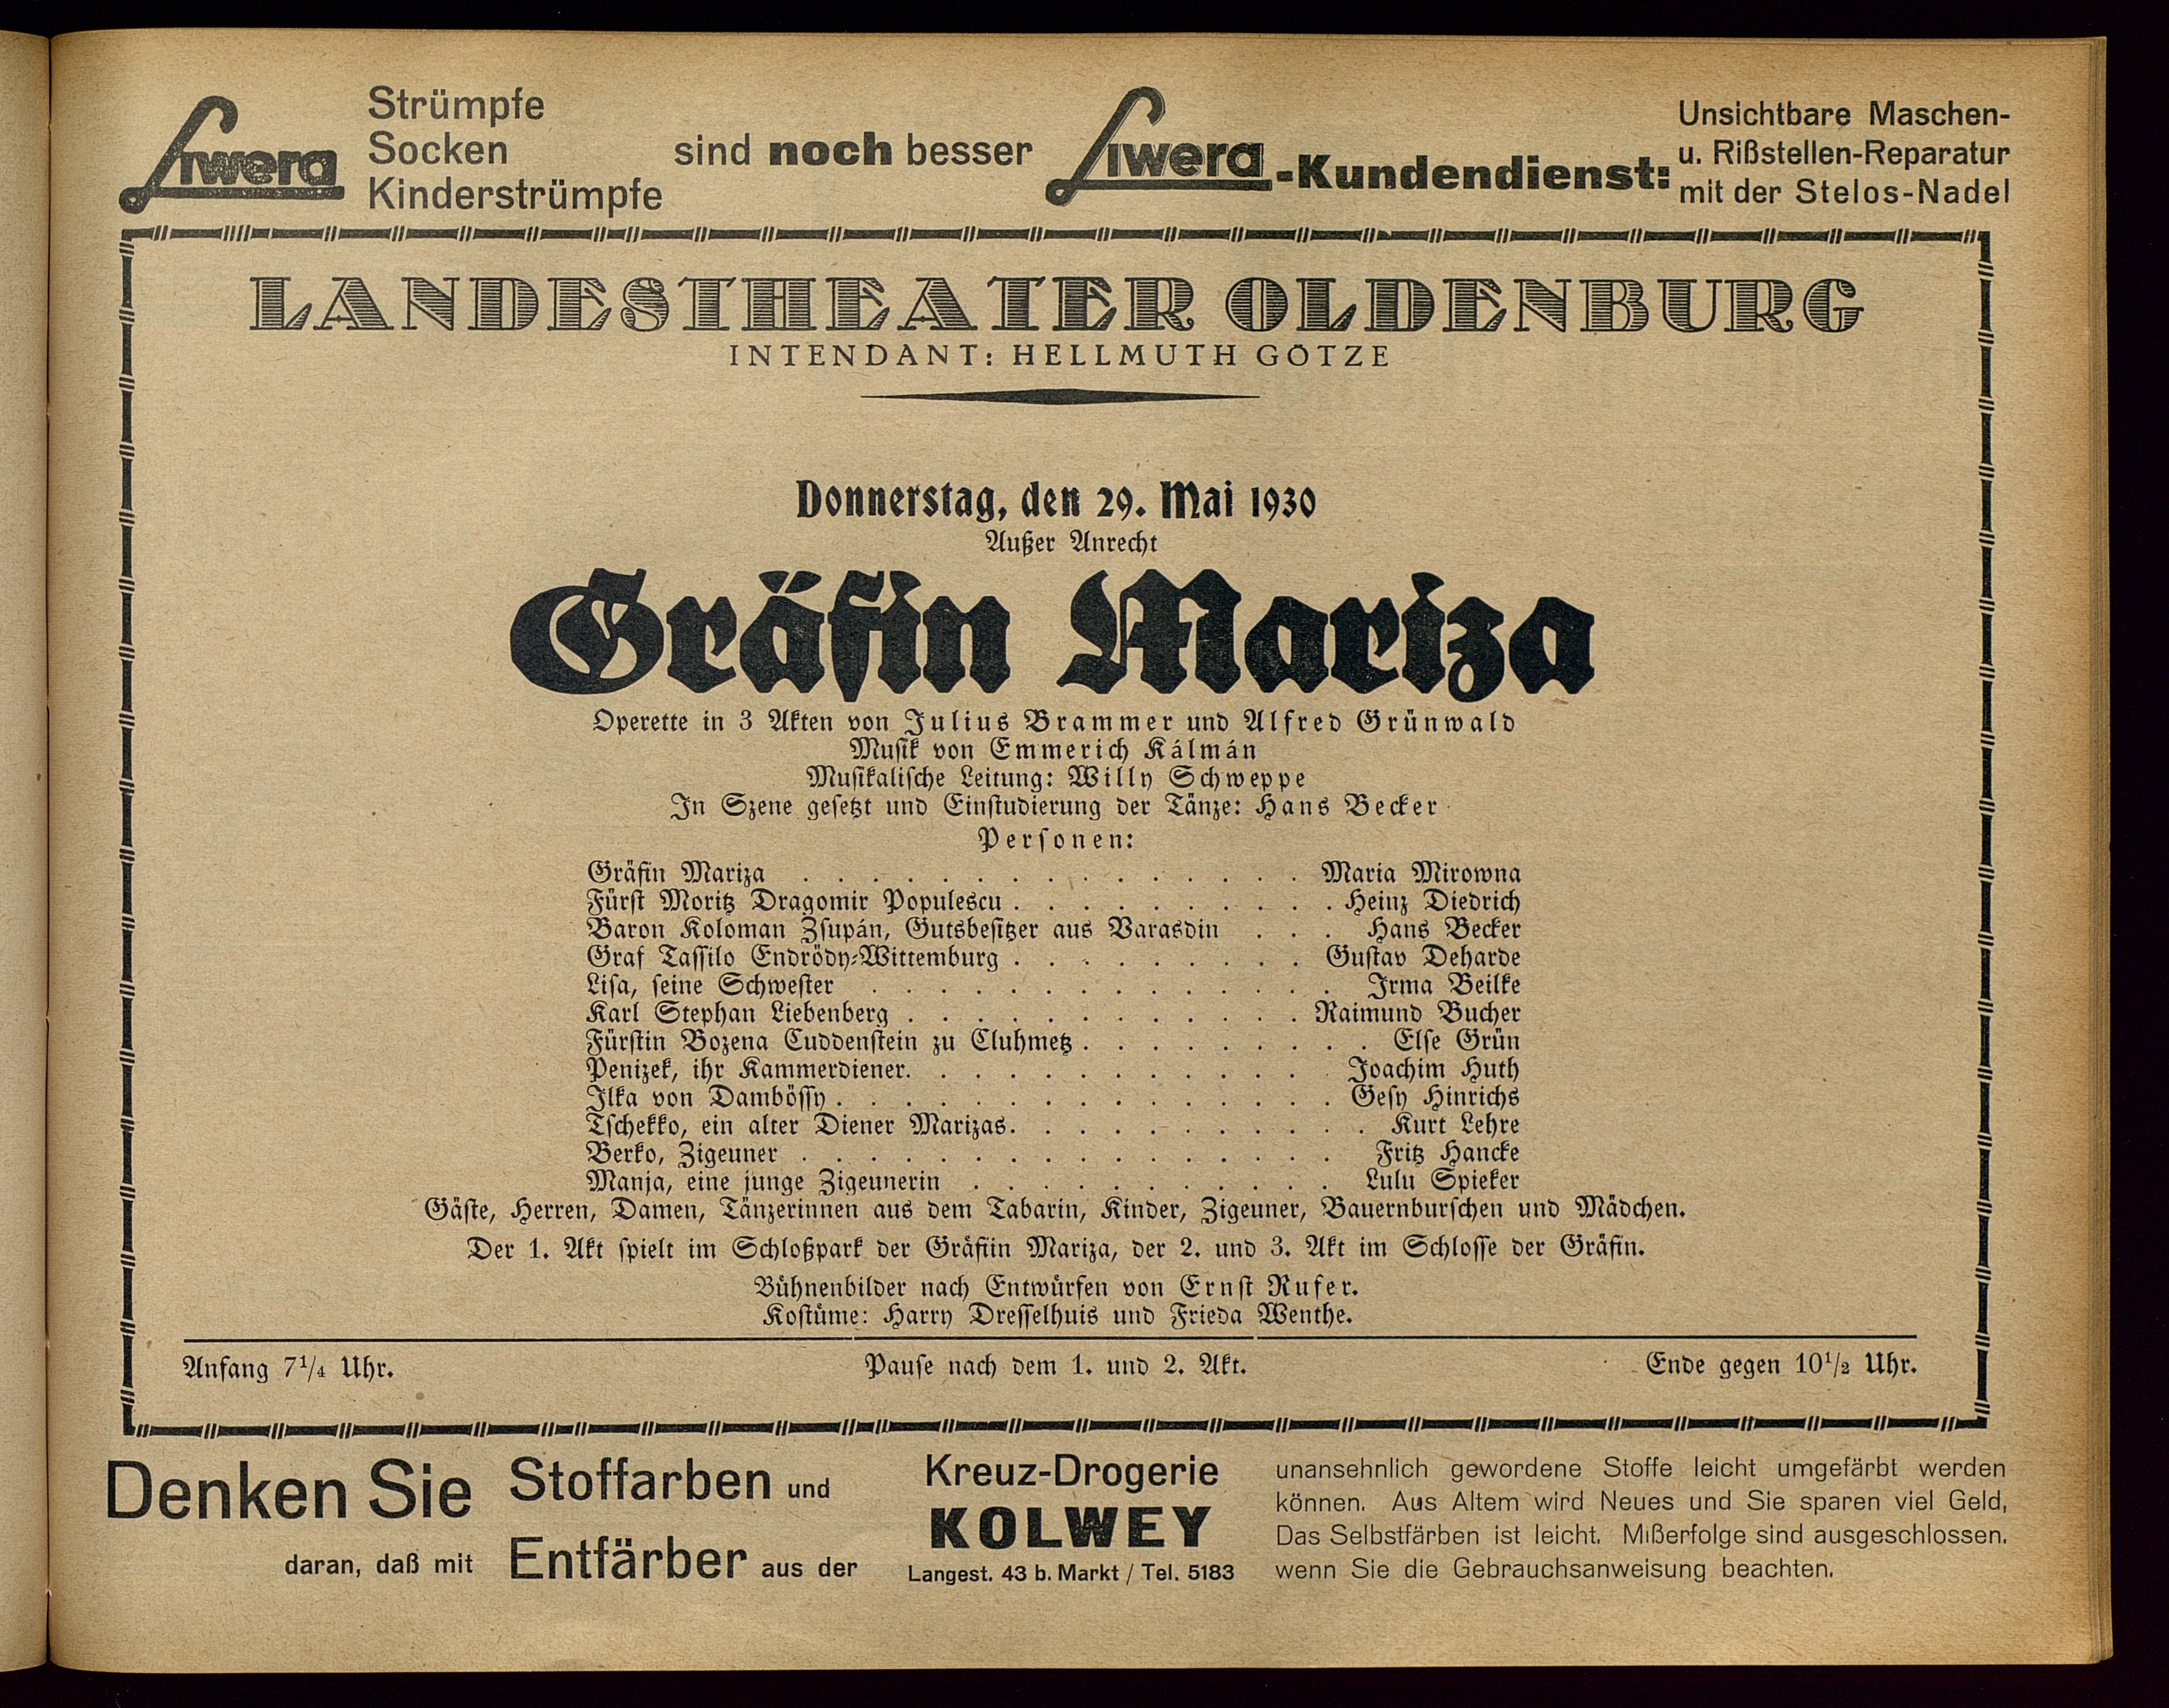 Liwera
Strümpfe
Socken
Kinderstrümpfe
sind noch besser
Liwera-Kundendienst:
Unsichtbare Maschen-
u. Rißstellen-Reparatur
mit der Stelos-Nadel
LANDESTHEATER OLDENBURG
INTENDANT: HELLMUTH GÖTZE
Donnerstag, den 29. Mai 1930
Außer Anrecht
Gräfin Mariza
Operette in 3 Akten von Julius Brammer und Alfred Grünwald
Musik von Emmerich Kálmán
Musikalische Leitung: Willy Schweppe
In Szene gesetzt und Einstudierung der Tänze: Hans Becker
Personen:
Gräfin Mariza . . . . . . . . . . . . . . . Maria Mirowna
Fürst Moritz Dragomir Populescu . . . . . . . . . . Heinz Diedrich
Baron Koloman Zsupán, Gutsbesitzer aus Varasdin . . . Hans Becker
Graf Tassilo Endrödy-Wittemburg . . . . . . . . . Gustav Deharde
Lisa, seine Schwester . . . . . . . . . . . . . . Irma Beilke
Karl Stephan Liebenberg . . . . . . . . . . . . Raimund Bucher
Fürstin Bozena Cuddenstein zu Cluhmetz . . . . . . . . . Else Grün
Penizek, ihr Kammerdiener. . . . . . . . . . . . . Joachim Huth
Ilka von Dambössy . . . . . . . . . . . . . . . Gesy Hinrichs
Tschekko, ein alter Diener Marizas. . . . . . . . . . . Kurt Lehre
Berko, Zigeuner . . . . . . . . . . . . . . . . Fritz Hancke
Manja, eine junge Zigeunerin . . . . . . . . . . . Lulu Spieker
Gäste, Herren, Damen, Tänzerinnen aus dem Tabarin, Kinder, Zigeuner, Bauernburschen und Mädchen.
Der 1. Akt spielt im Schloßpark der Gräfiin Mariza, der 2. und 3. Akt im Schlosse der Gräfin.
Bühnenbilder nach Entwürfen von Ernst Rufer.
Kostüme: Harry Dresselhuis und Frieda Wenthe.
Anfang 7¹/₄ Uhr. Pause nach dem 1. und 2. Akt. Ende gegen 10¹/₂ Uhr.
Denken Sie
daran, daß mit
Stoffarben und
Entfärber aus der
Kreuz-Drogerie
KOLWEY
Langest. 43 b. Markt / Tel. 5183
unansehnlich gewordene Stoffe leicht umgefärbt werden
können. Aus Altem wird Neues und Sie sparen viel Geld,
Das Selbstfärben ist leicht. Mißerfolge sind ausgeschlossen.
wenn Sie die Gebrauchsanweisung beachten.